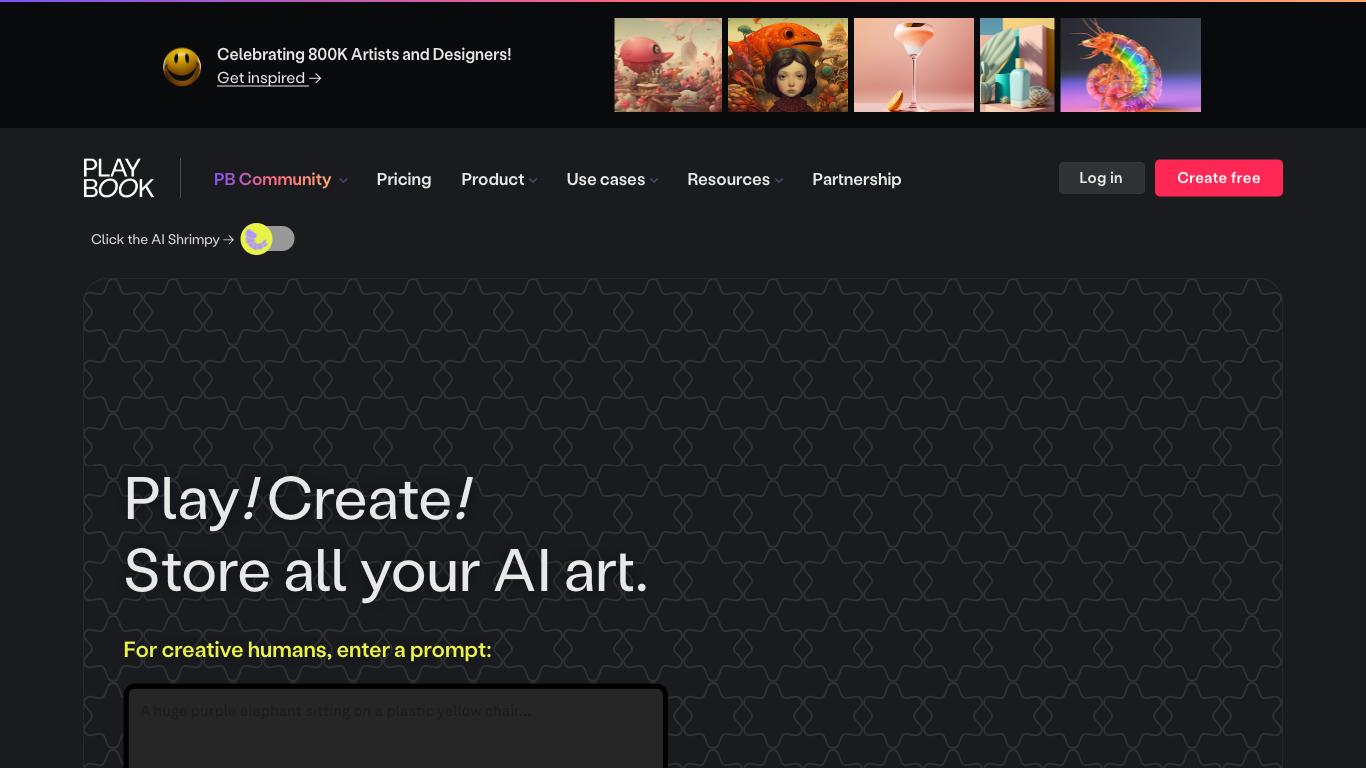 Celebrating 800K Artists and Designers!
Get inspired →
PLAY
BOOK
PB Community
Pricing
Product
Use cases
Resources
Partnership
Log in
Create free
Click the AI Shrimpy →
Play! Create!
Store all your AI art.
For creative humans, enter a prompt:
A huge purple elephant sitting on a plastic yellow chair...